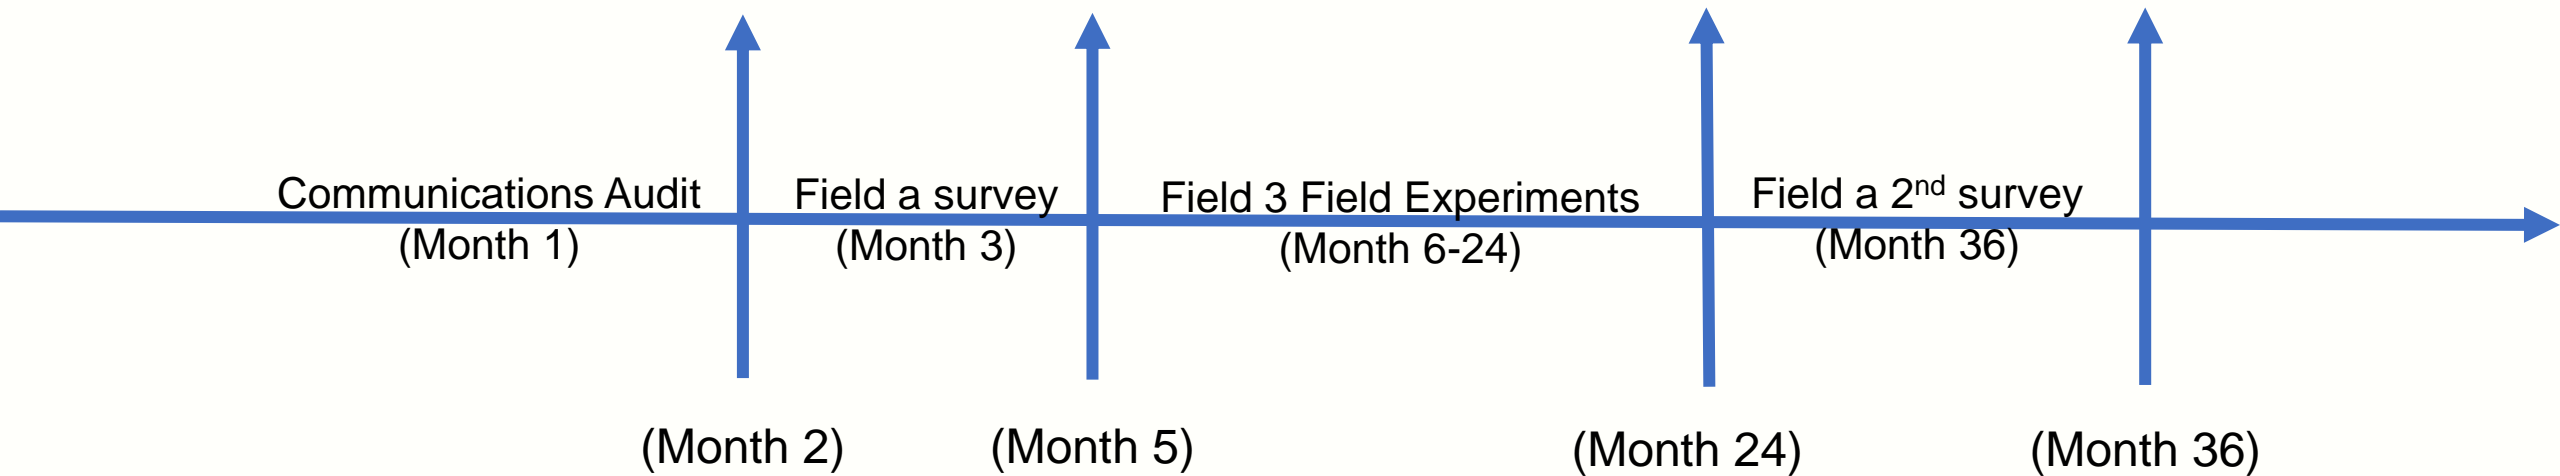 Communications Audit
(Month 1)
Field a survey
(Month 3)
Field 3 Field Experiments
(Month 6-24)
Field a 2nd survey
(Month 36)
(Month 2)
(Month 5)
(Month 24)
(Month 36)